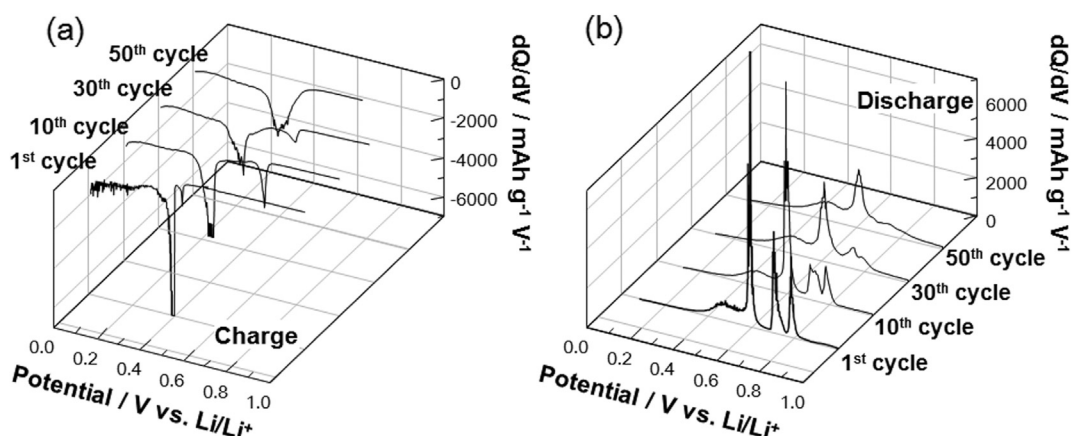 (a)
50th cycle
30th cycle
10th cycle
1st cycle
0
-2000
-4000
-6000
dQ/dV / mAh g-1 V-1
Charge
0.0
0.2
0.4
0.6
0.8
1.0
Potential / V vs. Li/Li+
(b)
Discharge
6000
4000
2000
0
dQ/dV / mAh g-1 V-1
50th cycle
30th cycle
10th cycle
1st cycle
0.0
0.2
0.4
0.6
0.8
1.0
Potential / V vs. Li/Li+